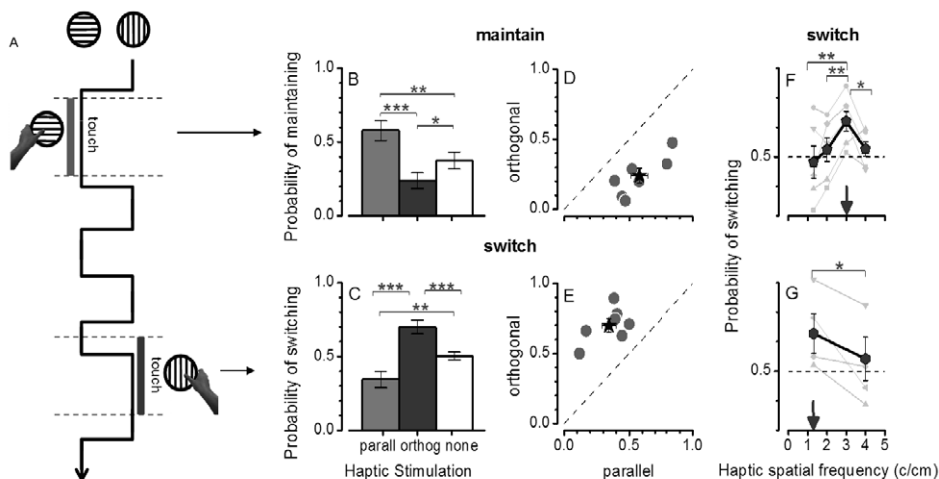 A
touch
touch
maintain
B
Probability of maintaining
1.0
0.5
0.0
***
**
*
D
orthogonal
1.0
0.5
0.0
switch
C
Probability of switching
1.0
0.5
0.0
***
***
**
parall orthog none
Haptic Stimulation
E
orthogonal
1.0
0.5
0.0
0.0 0.5 1.0
parallel
switch
F
**
**
*
0.5
Probability of switching
G
*
0.5
0 1 2 3 4 5
Haptic spatial frequency (c/cm)